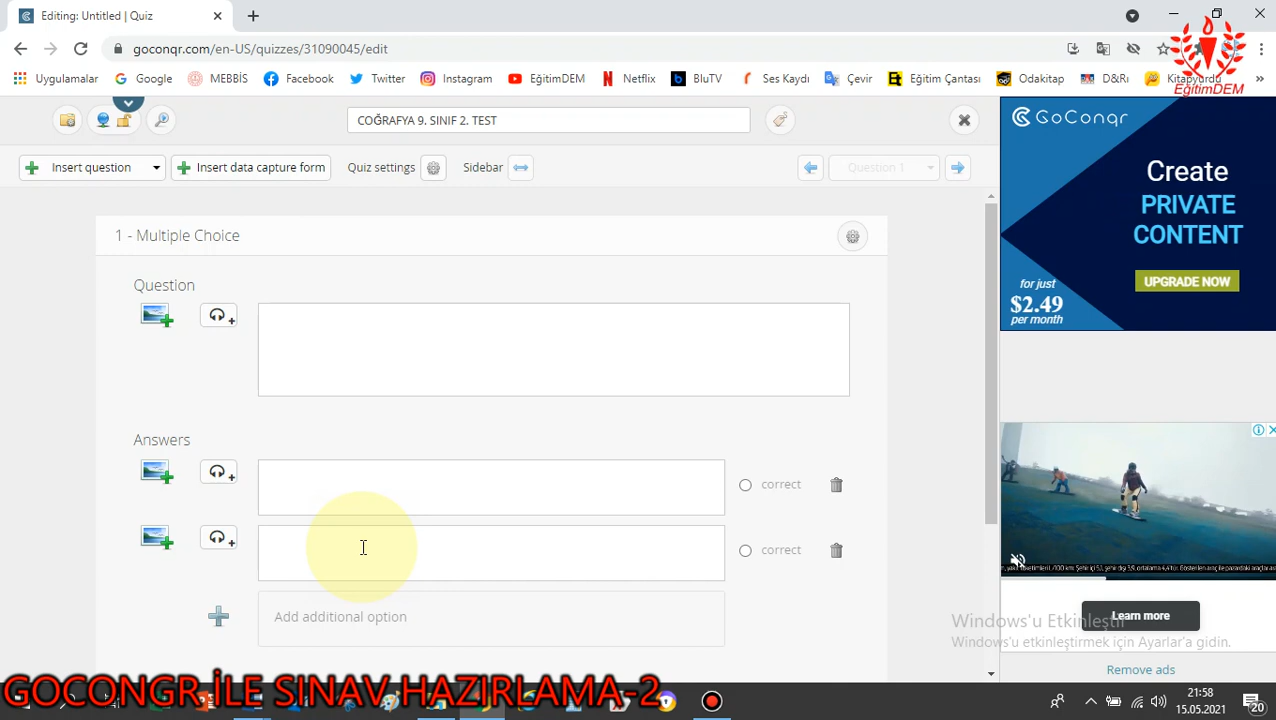 Editing: Untitled | Quiz
goconqr.com/en-US/quizzes/31090045/edit
Uygulamalar
Google
MEBBİS
Facebook
Twitter
Instagram
EğitimDEM
Netflix
BluTV
Ses Kaydı
Çevir
Eğitim Çantası
Odakitap
D&Rı
Kitapyurdu
EğitimDEM
COĞRAFYA 9. SINIF 2. TEST
Insert question
Insert data capture form
Quiz settings
Sidebar
Question 1
GoConqr
Create
PRIVATE
CONTENT
for just
$2.49
per month
UPGRADE NOW
1 - Multiple Choice
Question
Answers
correct
correct
Add additional option
Learn more
Windows'u Etkinleştir
Windows'u etkinleştirmek için Ayarlar'a gidin.
Remove ads
GOCONGR İLE SINAV HAZIRLAMA-2
21:58
15.05.2021
20